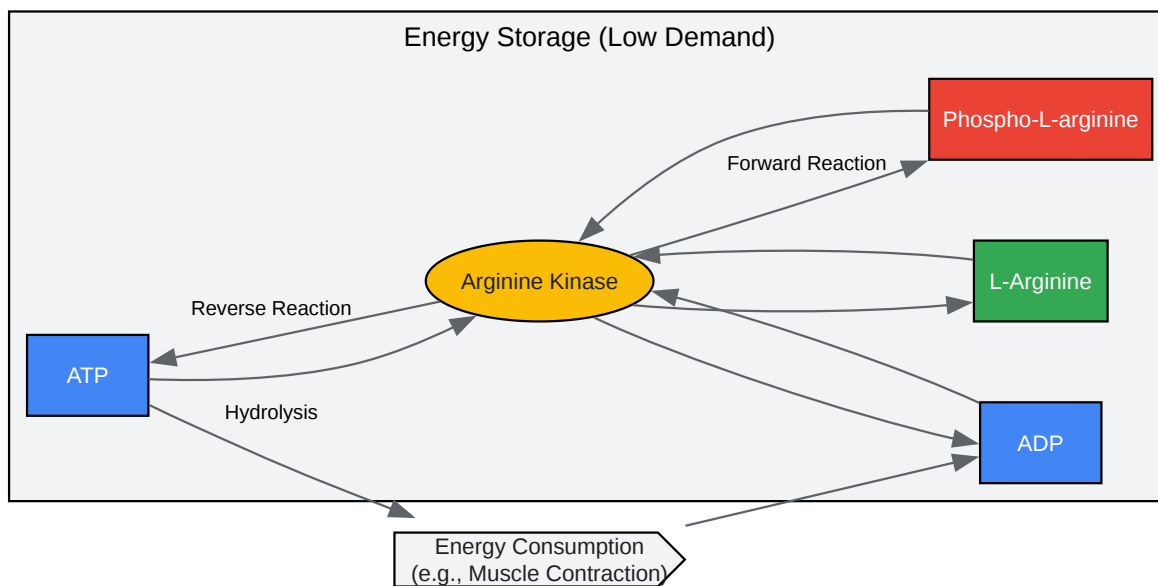 Energy Storage (Low Demand)
Phospho-L-arginine
Forward Reaction
Arginine Kinase
L-Arginine
Reverse Reaction
ATP
Hydrolysis
ADP
Energy Consumption
(e.g., Muscle Contraction)